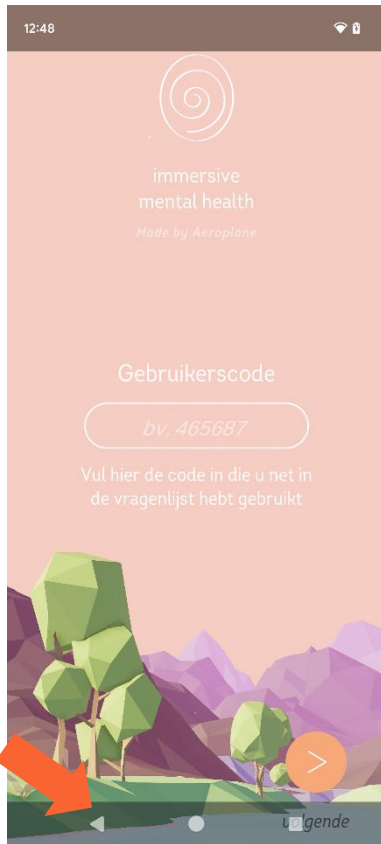 12:48
immersive
mental health
Made by Aeroplane
Gebruikerscode
bv. 465687
Vul hier de code in die u net in
de vragenlijst hebt gebruikt
>
volgende